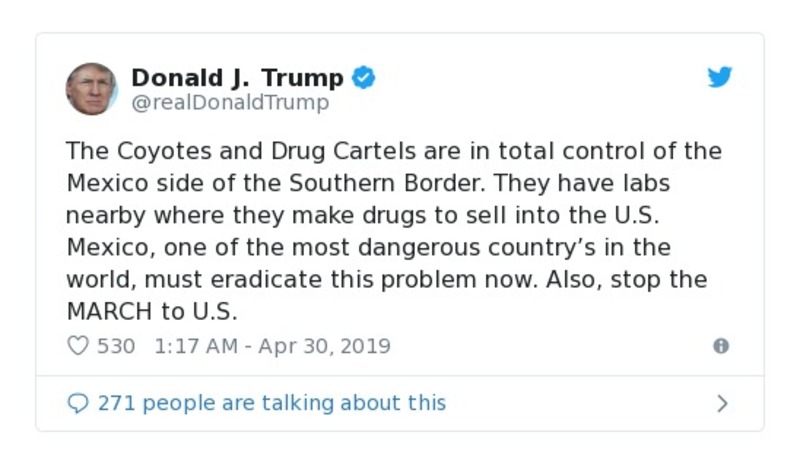 Donald J. Trump
@realDonaldTrump
The Coyotes and Drug Cartels are in total control of the
Mexico side of the Southern Border. They have labs
nearby where they make drugs to sell into the U.S.
Mexico, one of the most dangerous country’s in the
world, must eradicate this problem now. Also, stop the
MARCH to U.S.
530 1:17 AM - Apr 30, 2019
271 people are talking about this